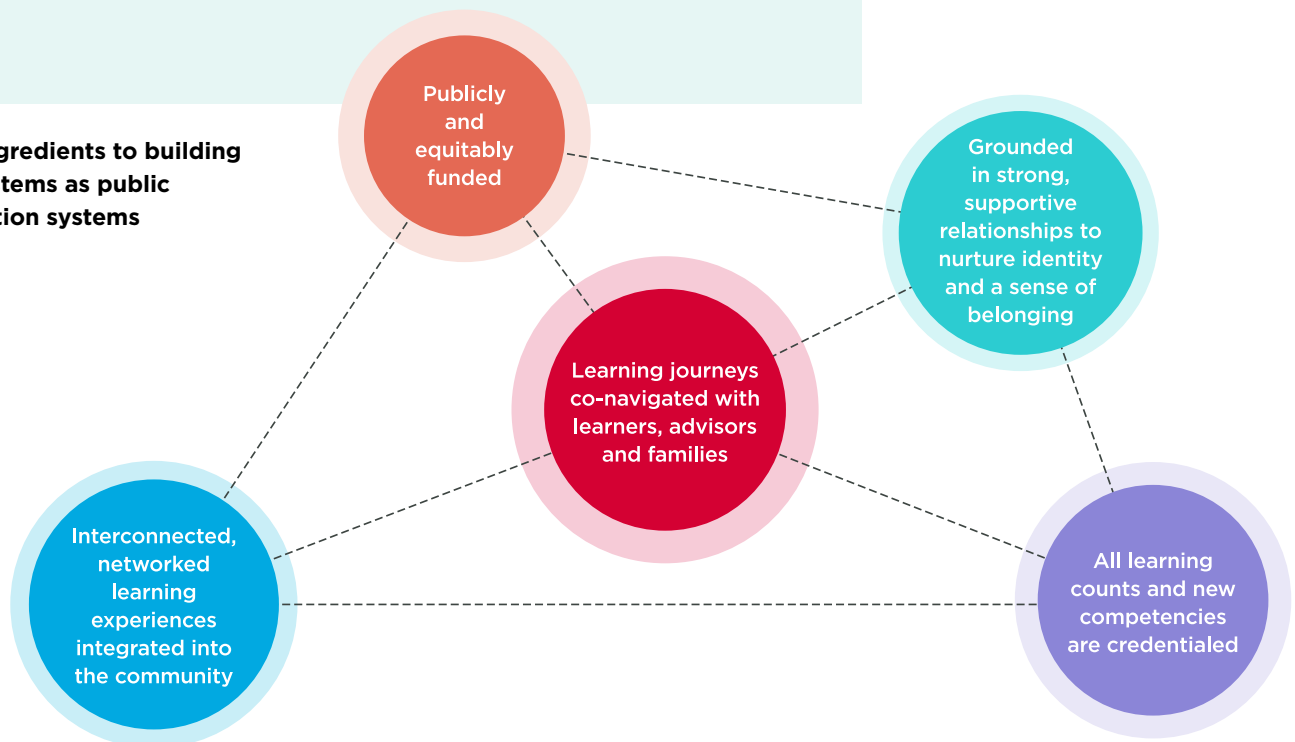 gredients to building
tems as public
tion systems
Publicly
and
equitably
funded
Grounded
in strong,
supportive
relationships to
nurture identity
and a sense of
belonging
Learning journeys
co-navigated with
learners, advisors
and families
Interconnected,
networked
learning
experiences
integrated into
the community
All learning
counts and new
competencies
are credentialed